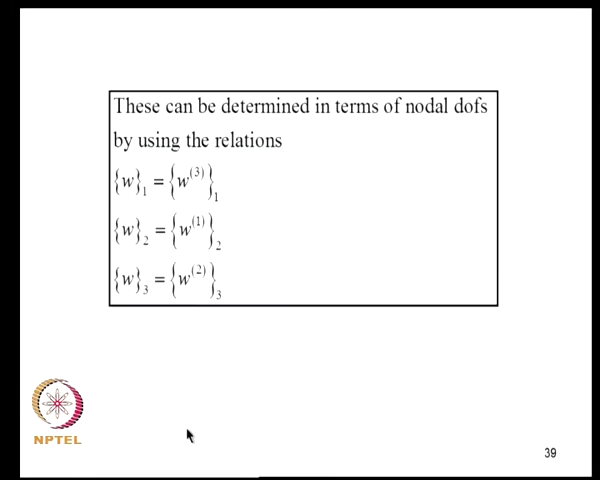 These can be determined in terms of nodal dofs
by using the relations
{w}₁ = {w⁽³⁾}₁
{w}₂ = {w⁽¹⁾}₂
{w}₃ = {w⁽²⁾}₃
NPTEL
39